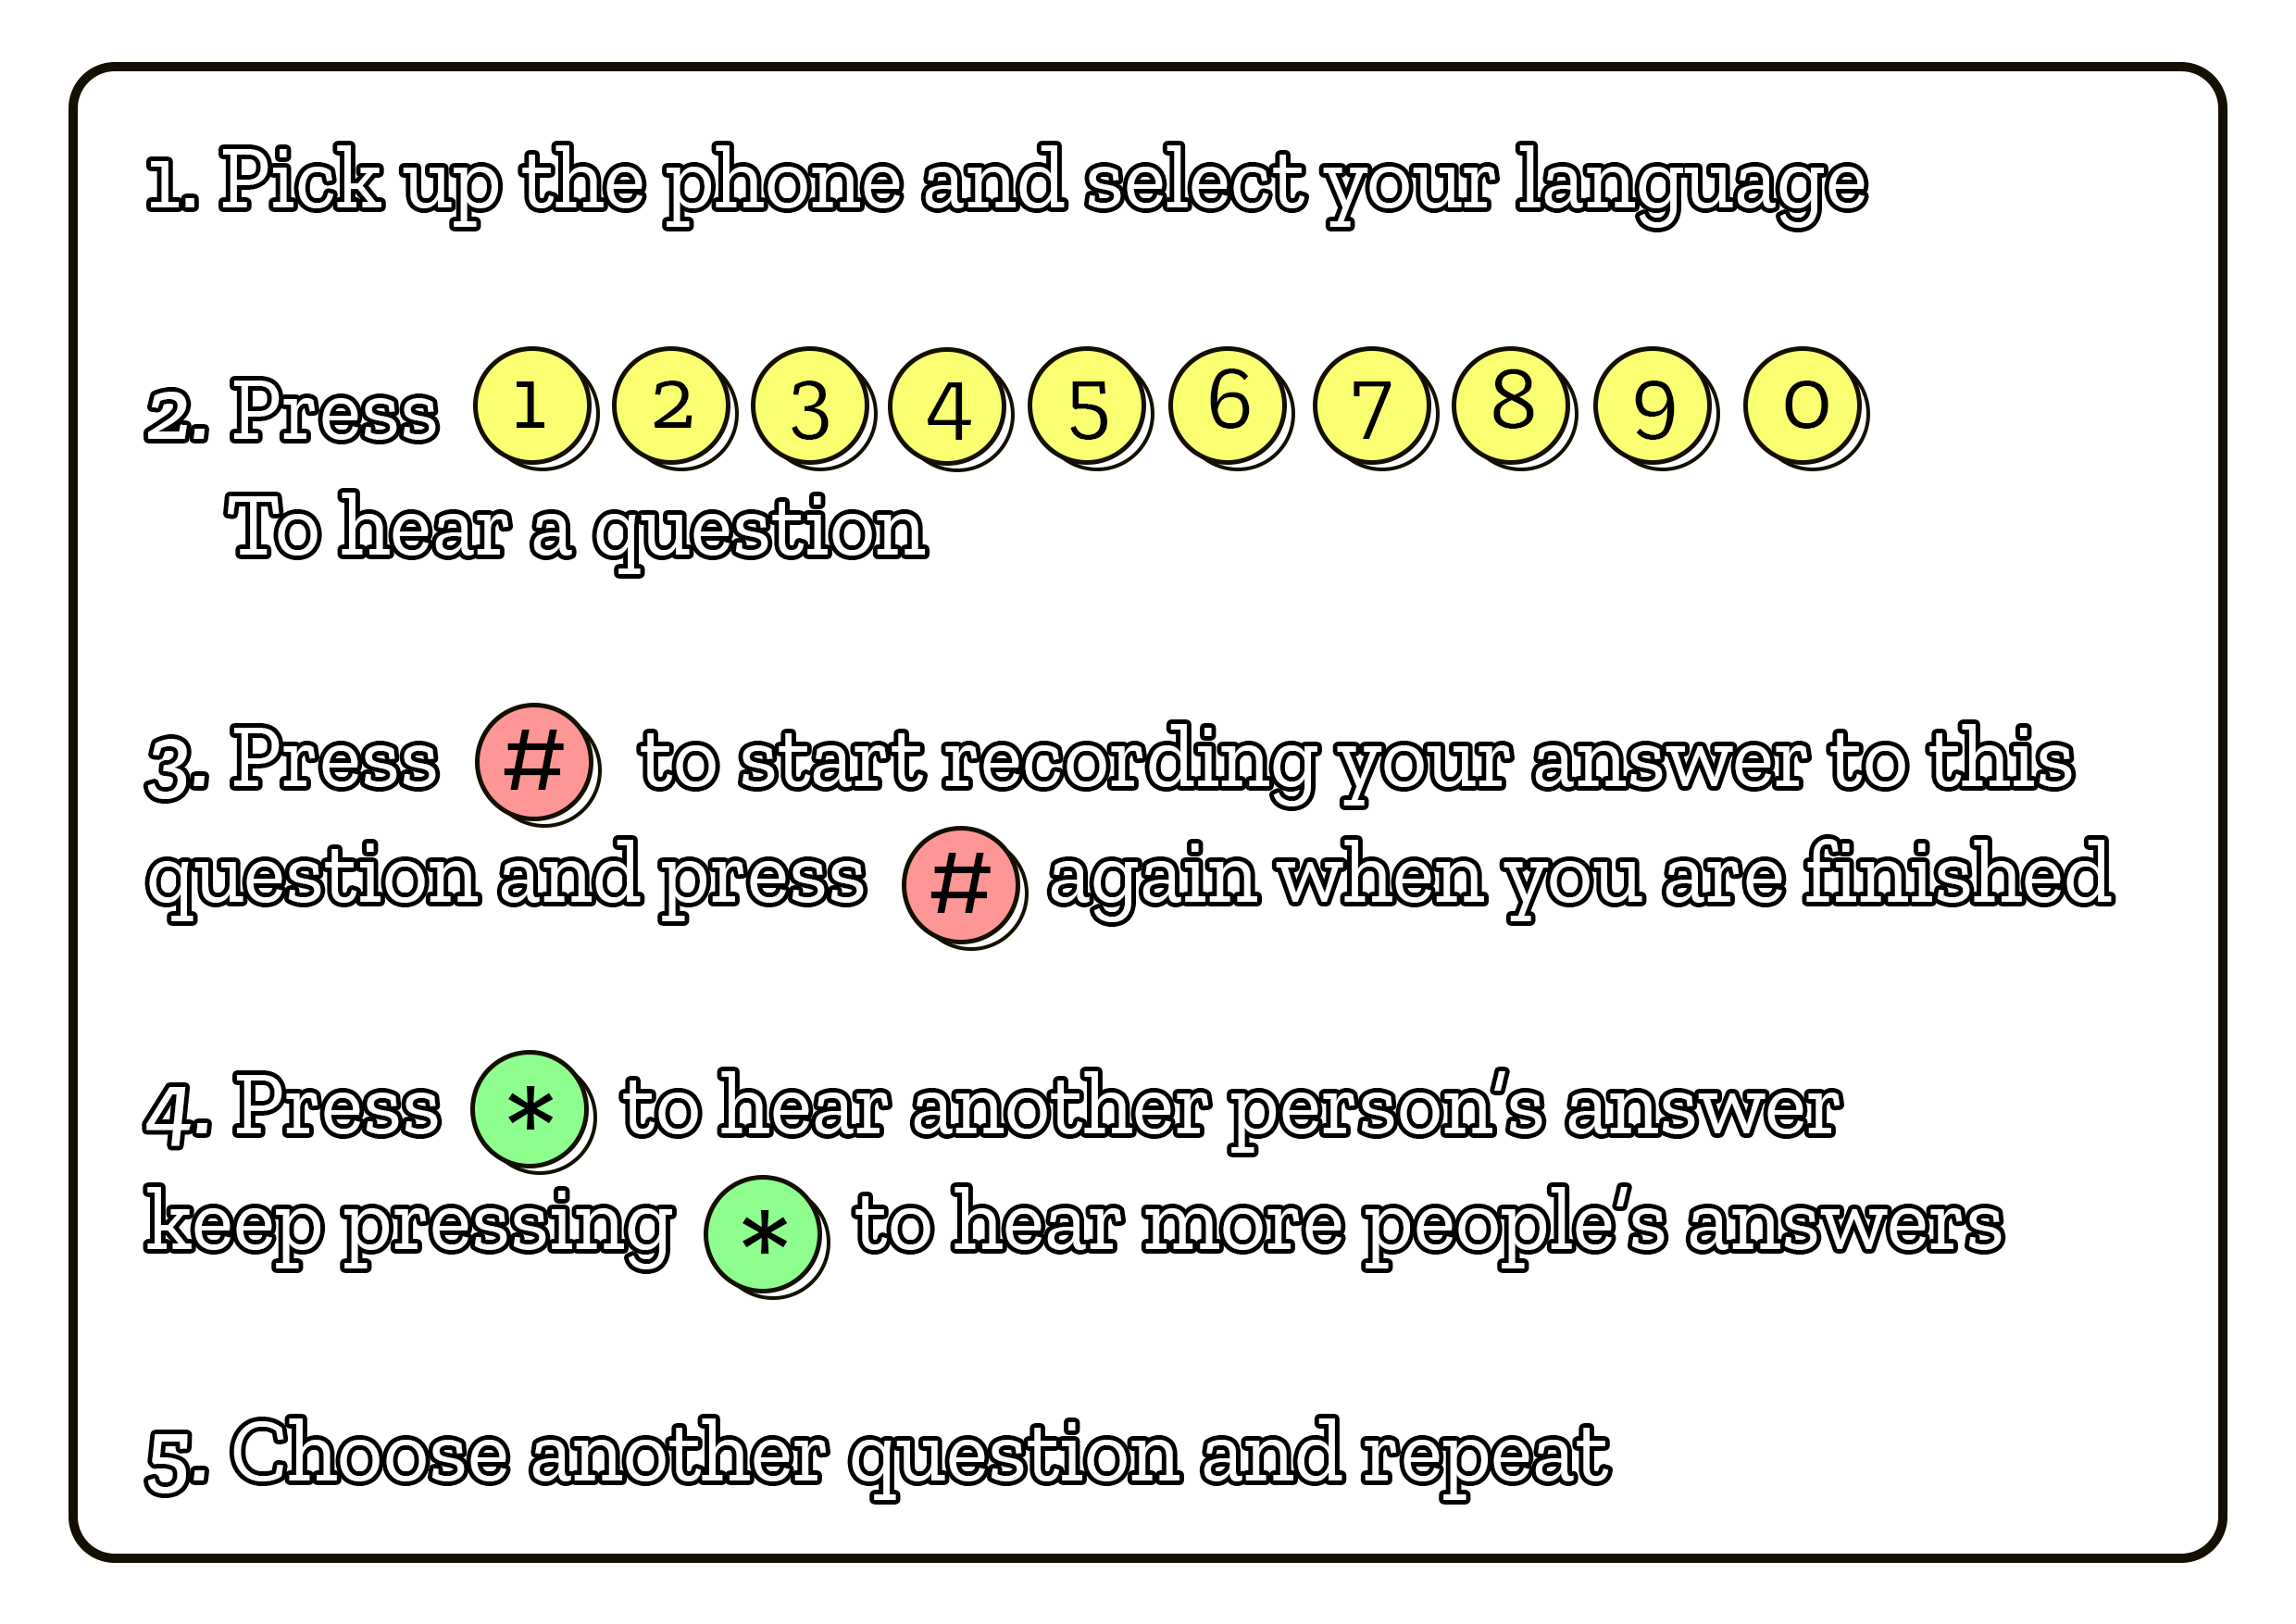 1. Pick up the phone and select your language
2. Press 1 2 3 4 5 6 7 8 9 0
To hear a question
3. Press # to start recording your answer to this
question and press # again when you are finished
4. Press * to hear another person's answer
keep pressing * to hear more people's answers
5. Choose another question and repeat